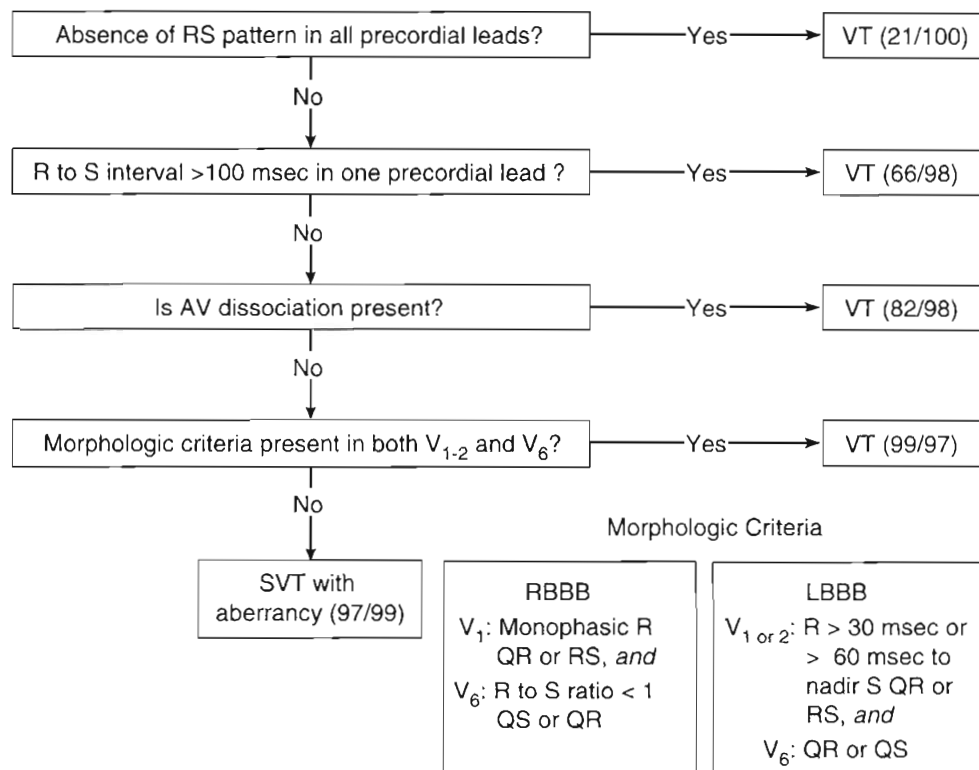 Absence of RS pattern in all precordial leads?
Yes
VT (21/100)
No
R to S interval >100 msec in one precordial lead ?
Yes
VT (66/98)
No
Is AV dissociation present?
Yes
VT (82/98)
No
Morphologic criteria present in both V1-2 and V6?
Yes
VT (99/97)
No
SVT with
aberrancy (97/99)
Morphologic Criteria
RBBB
V1: Monophasic R
QR or RS, and
V6: R to S ratio < 1
QS or QR
LBBB
V1 or 2: R > 30 msec or
> 60 msec to
nadir S QR or
RS, and
V6: QR or QS